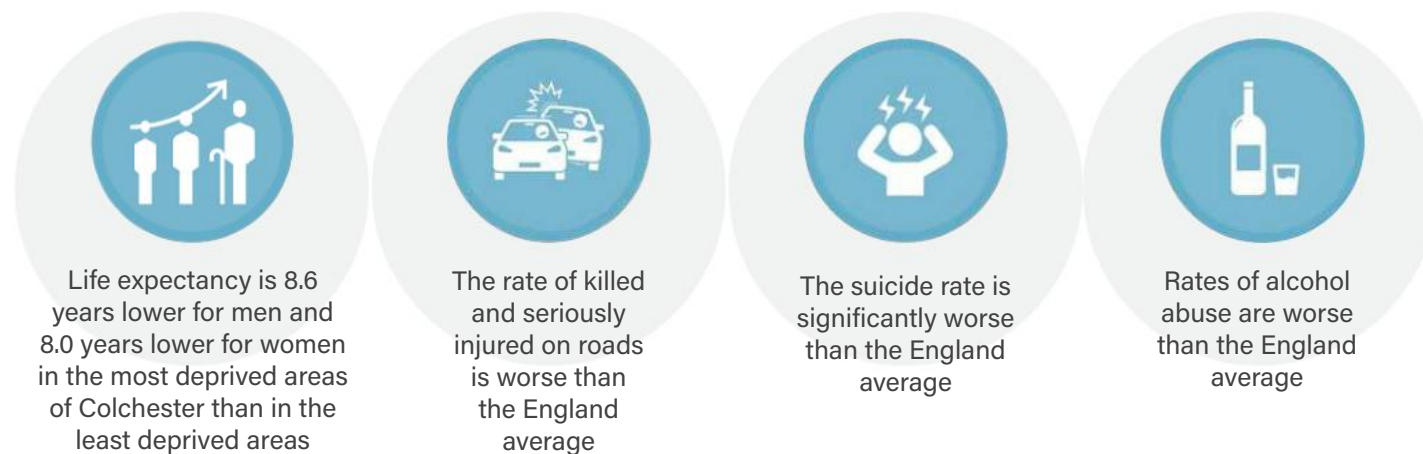 Life expectancy is 8.6
years lower for men and
8.0 years lower for women
in the most deprived areas
of Colchester than in the
least deprived areas
The rate of killed
and seriously
injured on roads
is worse than
the England
average
The suicide rate is
significantly worse
than the England
average
Rates of alcohol
abuse are worse
than the England
average